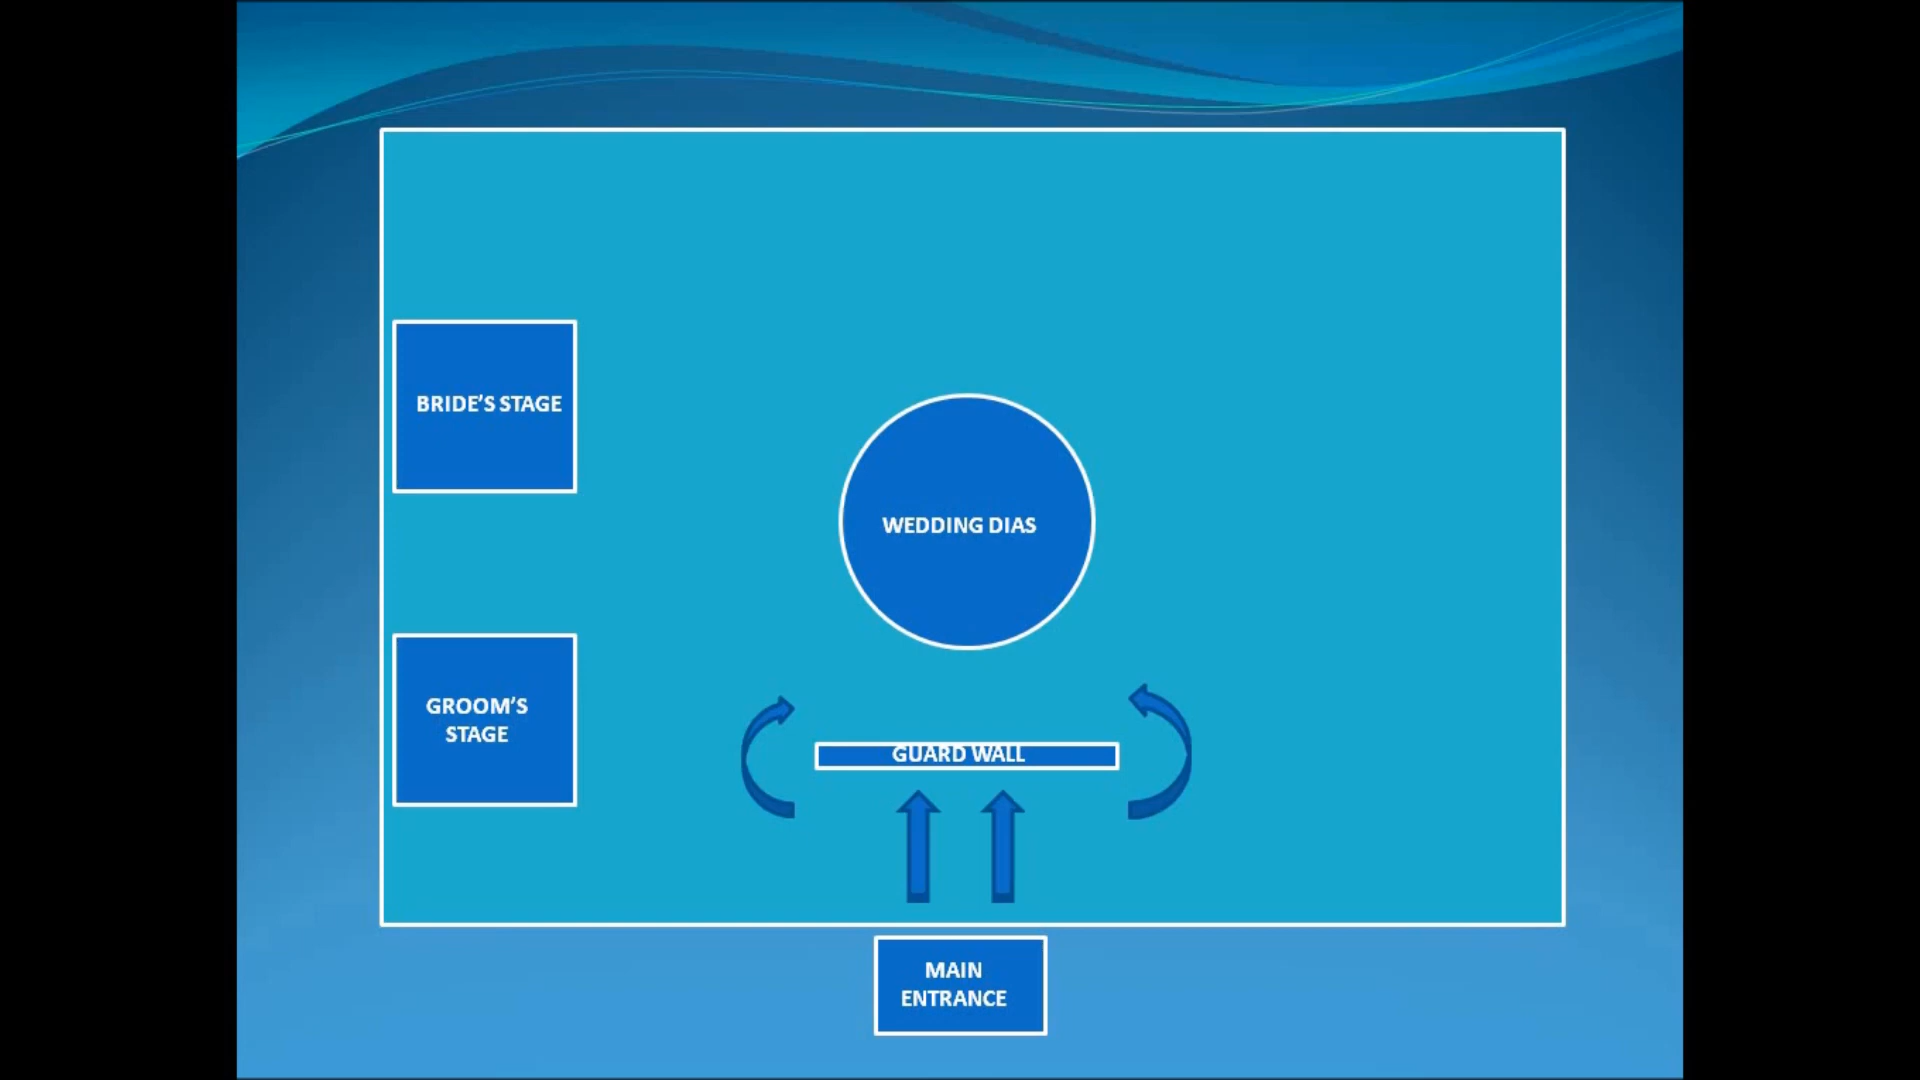 BRIDE’S STAGE
WEDDING DIAS
GROOM’S
STAGE
GUARD WALL
MAIN
ENTRANCE